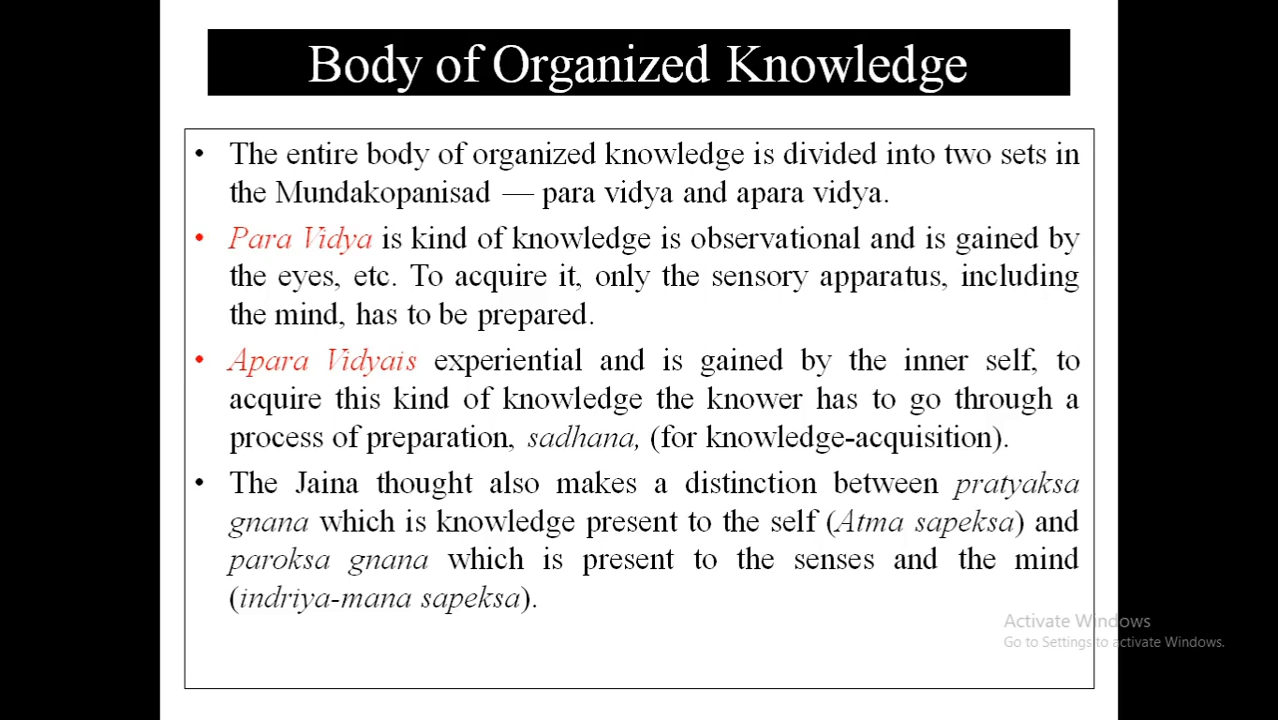 Body of Organized Knowledge
• The entire body of organized knowledge is divided into two sets in
the Mundakopanisad — para vidya and apara vidya.
• Para Vidya is kind of knowledge is observational and is gained by
the eyes, etc. To acquire it, only the sensory apparatus, including
the mind, has to be prepared.
• Apara Vidyais experiential and is gained by the inner self, to
acquire this kind of knowledge the knower has to go through a
process of preparation, sadhana, (for knowledge-acquisition).
• The Jaina thought also makes a distinction between pratyaksa
gnana which is knowledge present to the self (Atma sapeksa) and
paroksa gnana which is present to the senses and the mind
(indriya-mana sapeksa).
Activate Windows
Go to Settings to activate Windows.